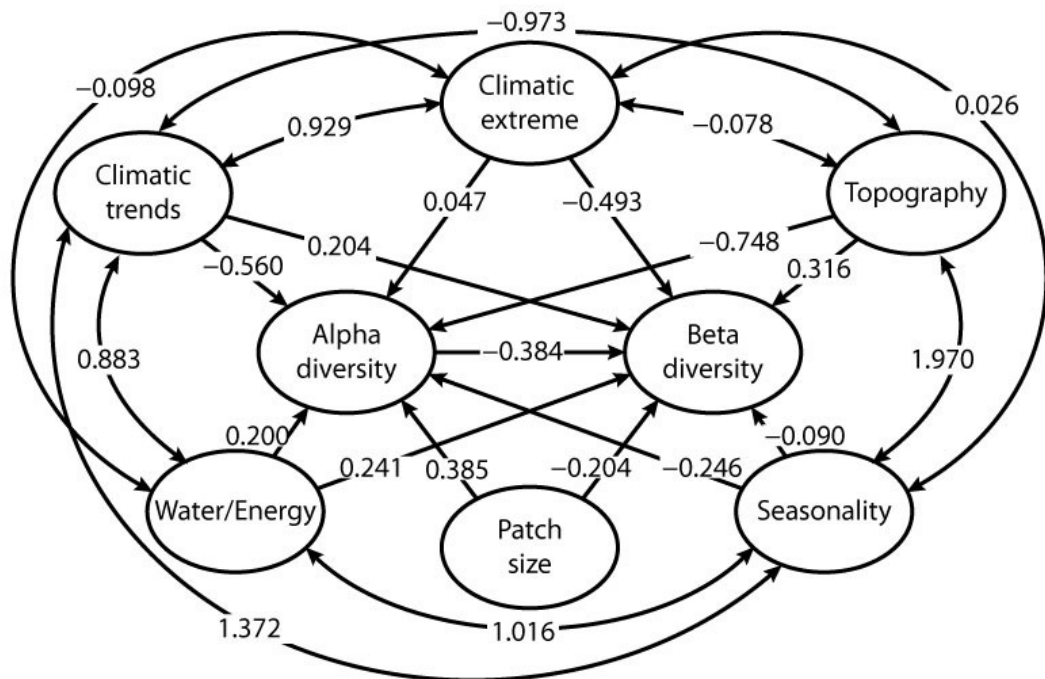 −0.973
Climatic
extreme
−0.098
0.026
0.929
−0.078
Climatic
trends
Topography
0.047
−0.493
0.204
−0.748
−0.560
0.316
Alpha
diversity
−0.384
Beta
diversity
0.883
1.970
0.200
0.241
0.385
−0.204
−0.246
−0.090
Water/Energy
Patch
size
Seasonality
1.372
1.016